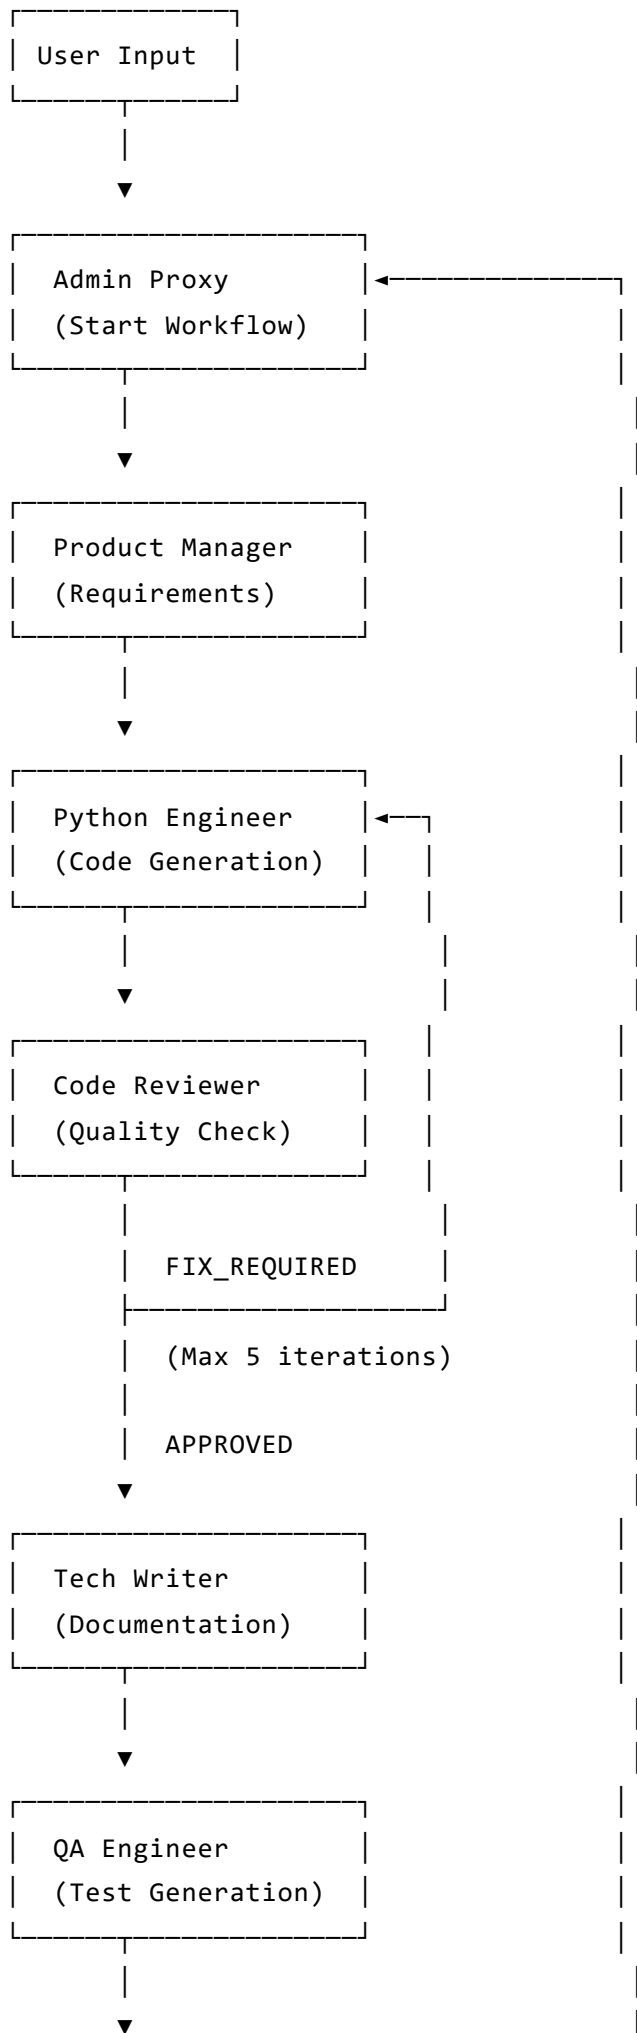 User Input
Admin Proxy
(Start Workflow)
Product Manager
(Requirements)
Python Engineer
(Code Generation)
Code Reviewer
(Quality Check)
FIX_REQUIRED
(Max 5 iterations)
APPROVED
Tech Writer
(Documentation)
QA Engineer
(Test Generation)